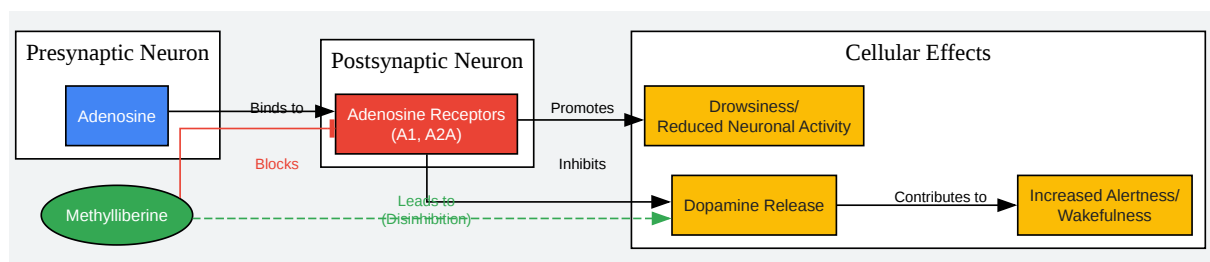 Presynaptic Neuron
Postsynaptic Neuron
Cellular Effects
Adenosine
Binds to
Adenosine Receptors
(A1, A2A)
Promotes
Drowsiness/
Reduced Neuronal Activity
Blocks
Inhibits
Methylliberine
Leads to
(Disinhibition)
Dopamine Release
Contributes to
Increased Alertness/
Wakefulness